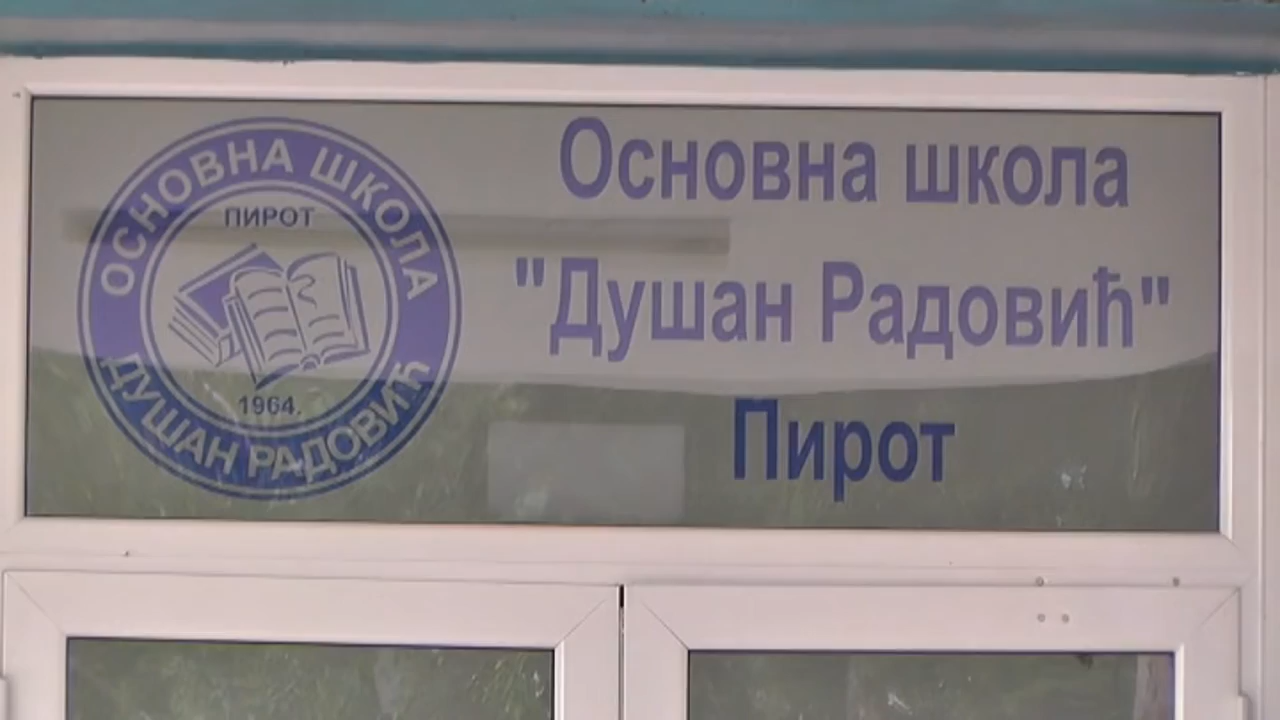 ОСНОВНА ШКОЛА
ПИРОТ
1964.
ДУШАН РАДОВИЋ
Основна школа
"Душан Радовић"
Пирот